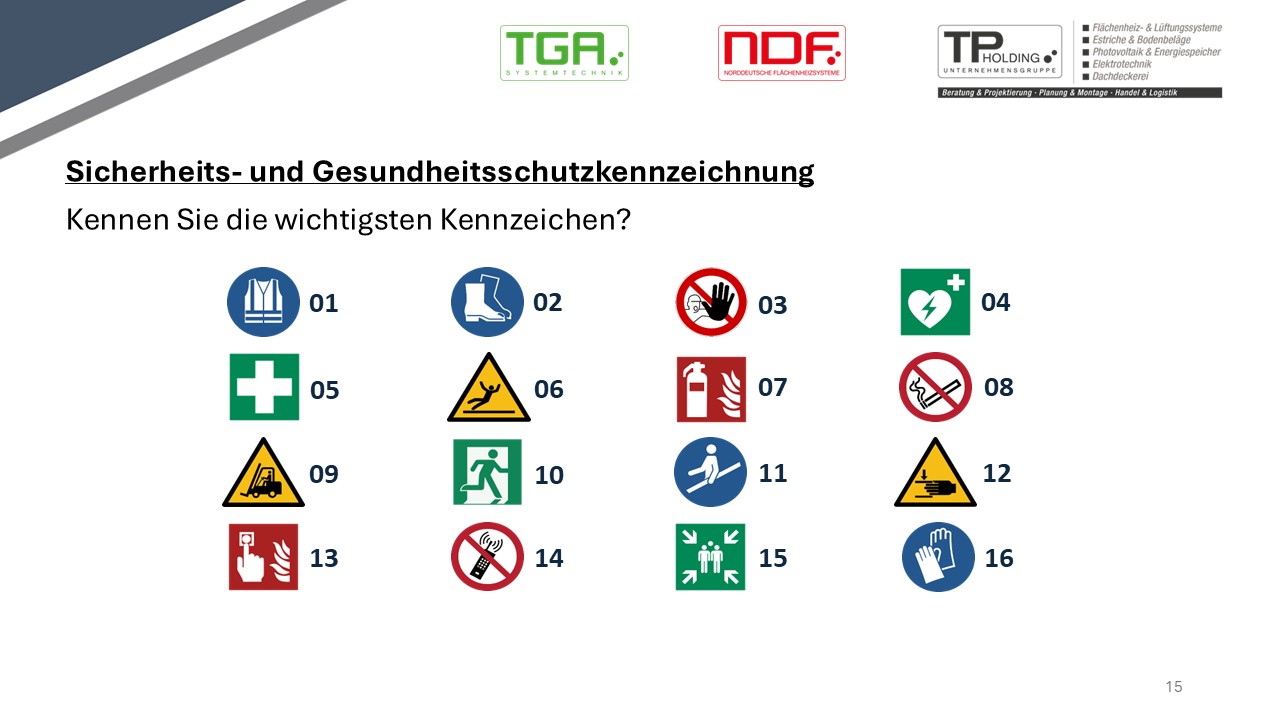 TGA
SYSTEMTECHNIK
NDF
NORDDEUTSCHE FLÄCHENHEIZSYSTEME
TP HOLDING
UNTERNEHMENSGRUPPE
■ Flächenheiz- & Lüftungssysteme
■ Estriche & Bodenbeläge
■ Photovoltaik & Energiespeicher
■ Elektrotechnik
■ Dachdeckerei
Beratung & Projektierung · Planung & Montage · Handel & Logistik
Sicherheits- und Gesundheitsschutzkennzeichnung
Kennen Sie die wichtigsten Kennzeichen?
01 02 03 04
05 06 07 08
09 10 11 12
13 14 15 16
15